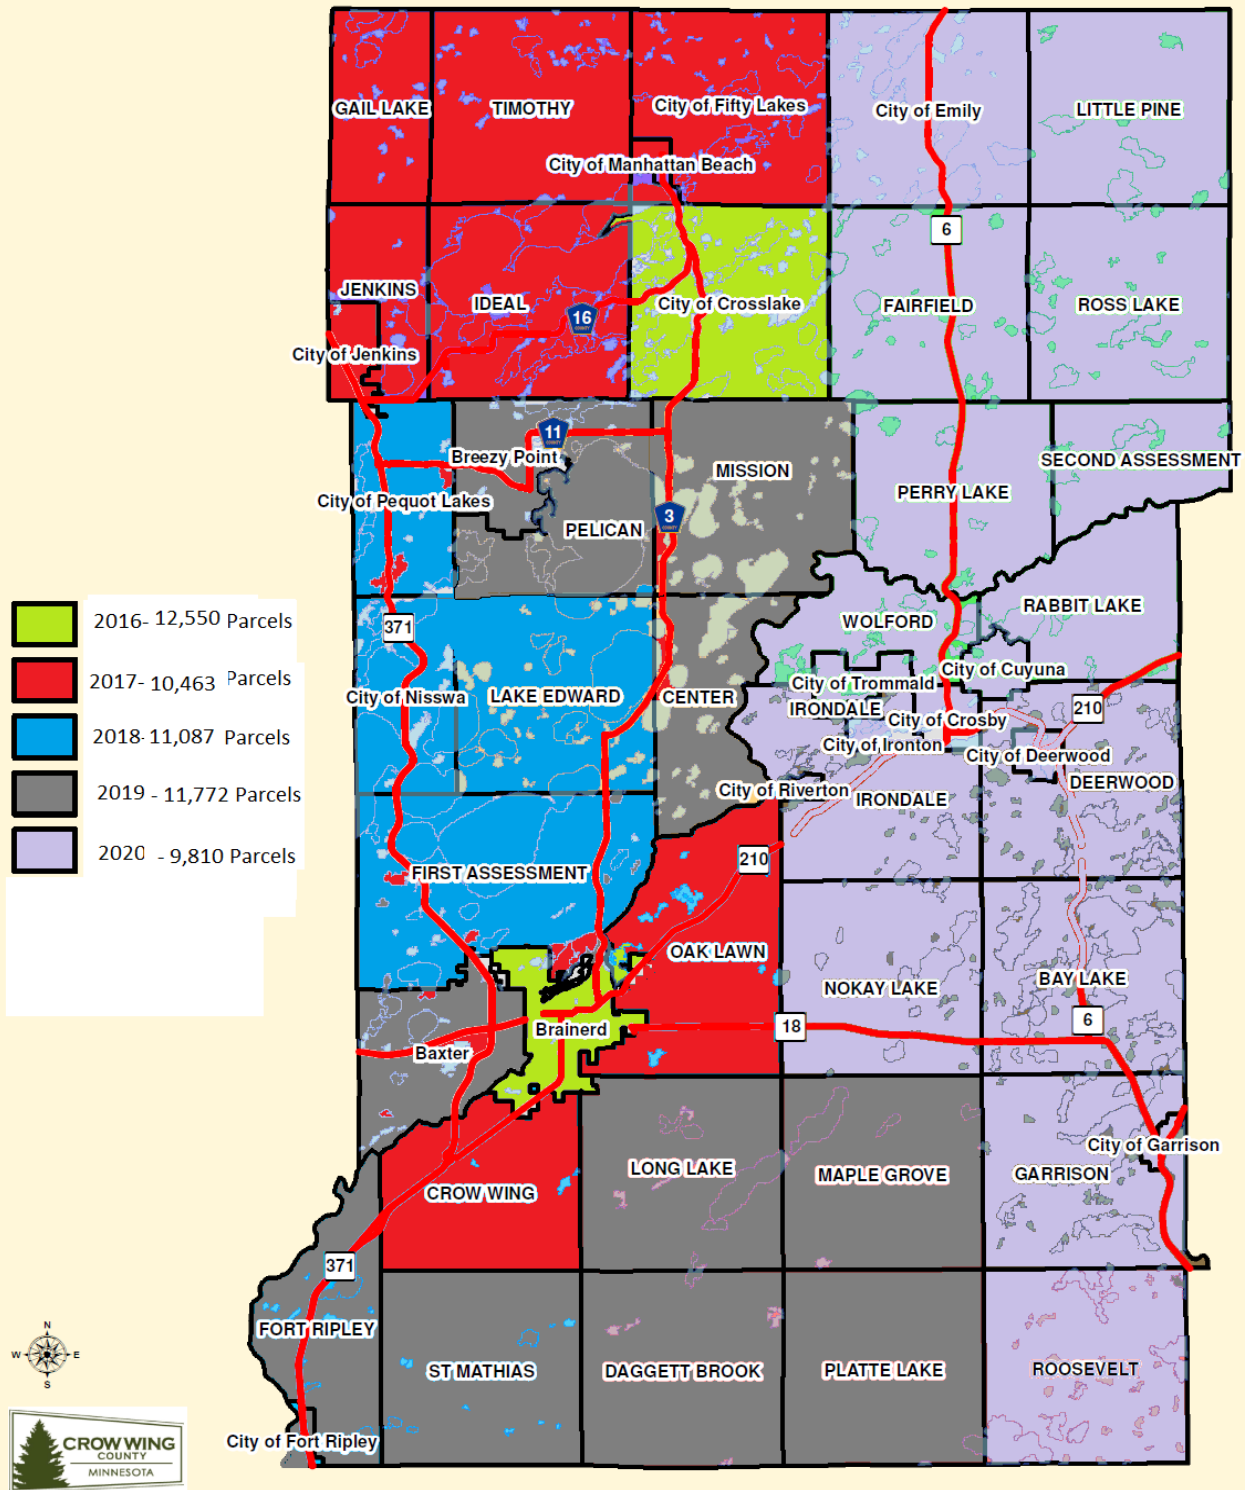 GAIL LAKE
TIMOTHY
City of Fifty Lakes
City of Emily
LITTLE PINE
City of Manhattan Beach
6
JENKINS
IDEAL
16
COUNTY
City of Crosslake
FAIRFIELD
ROSS LAKE
City of Jenkins
11
COUNTY
Breezy Point
MISSION
SECOND ASSESSMENT
City of Pequot Lakes
PERRY LAKE
3
COUNTY
PELICAN
371
WOLFORD
RABBIT LAKE
City of Cuyuna
City of Trommald
City of Nisswa
LAKE EDWARD
CENTER
IRONDALE
210
City of Crosby
City of Ironton
City of Deerwood
DEERWOOD
City of Riverton
IRONDALE
2016- 12,550 Parcels
2017- 10,463 Parcels
2018- 11,087 Parcels
2019 - 11,772 Parcels
2020 - 9,810 Parcels
210
FIRST ASSESSMENT
OAK LAWN
NOKAY LAKE
BAY LAKE
6
18
Brainerd
Baxter
City of Garrison
LONG LAKE
MAPLE GROVE
GARRISON
CROW WING
371
FORT RIPLEY
ST MATHIAS
DAGGETT BROOK
PLATTE LAKE
ROOSEVELT
City of Fort Ripley
N
W E
S
CROW WING
COUNTY
MINNESOTA